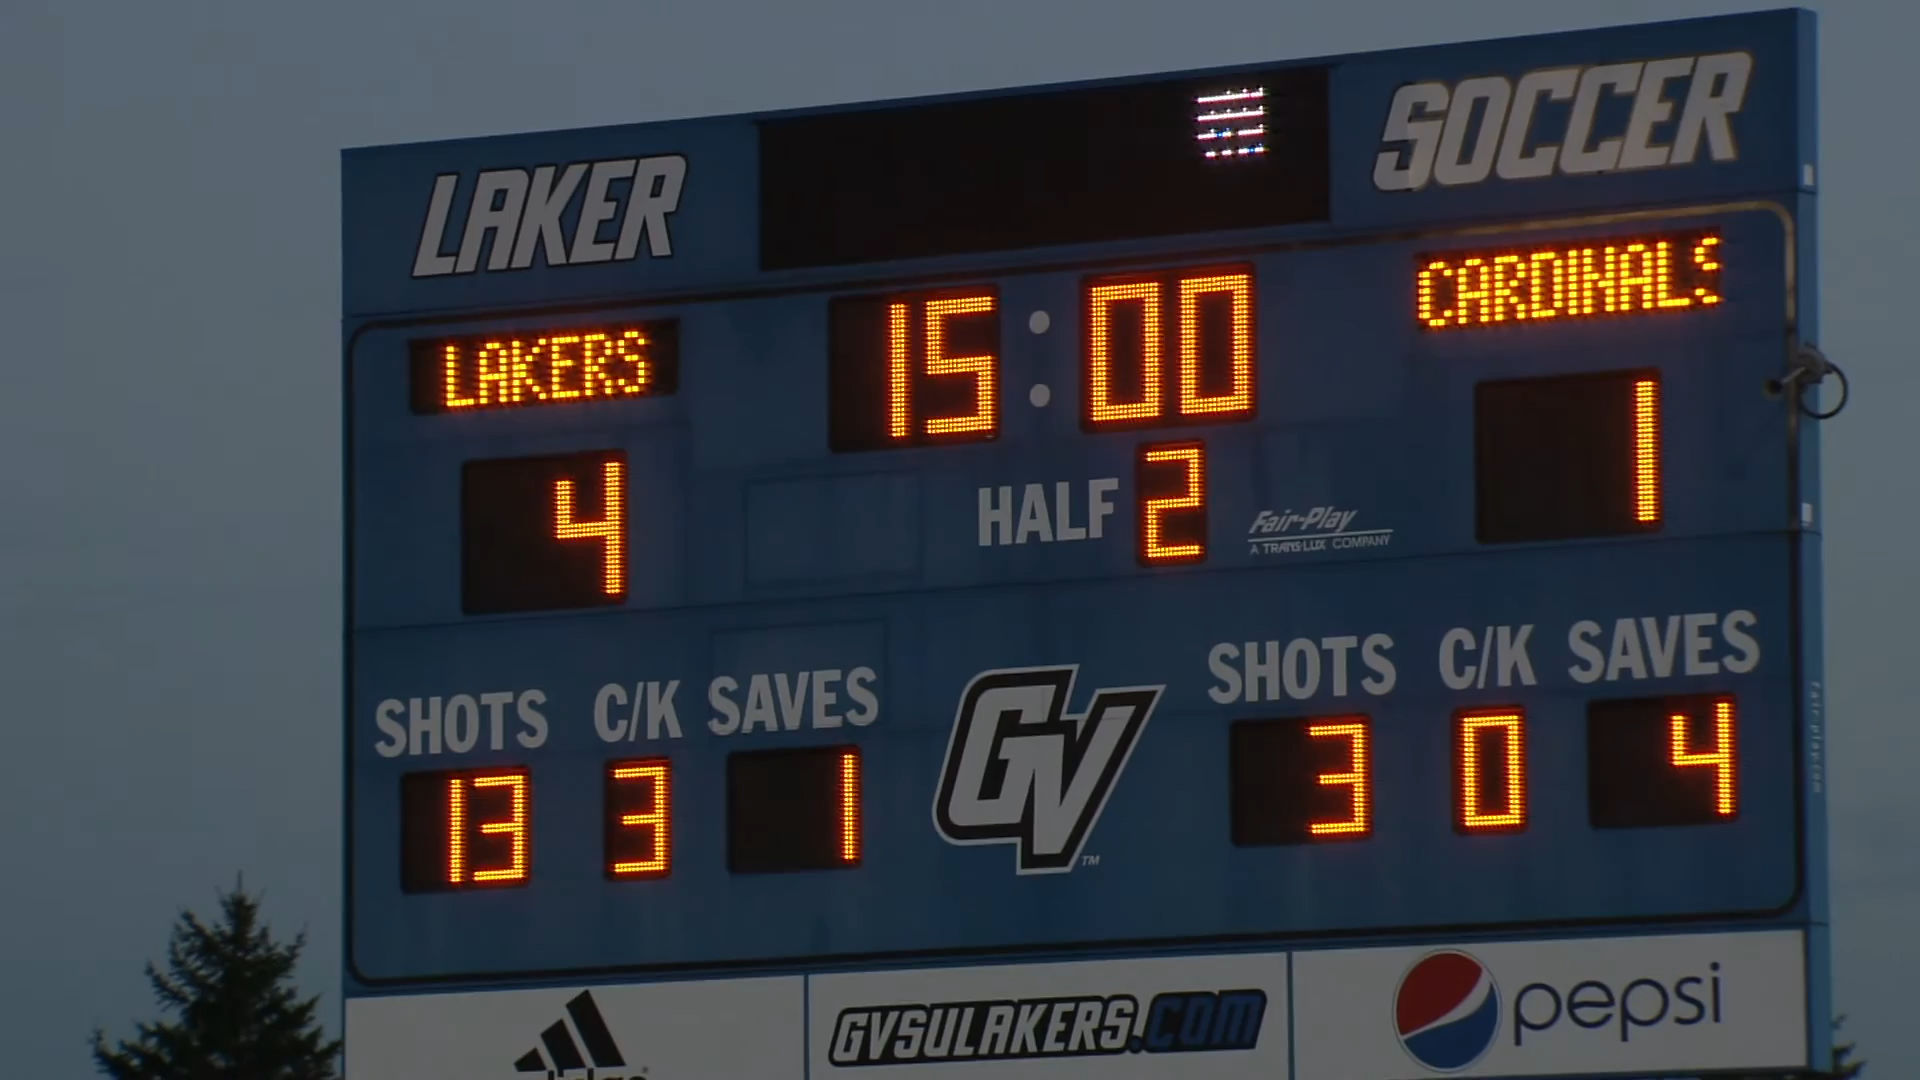 LAKER
SOCCER
LAKERS
15:00
CARDINALS
4
HALF 2
1
Fair-Play
A TRANS-LUX COMPANY
SHOTS C/K SAVES
13 3 1
GV
TM
SHOTS C/K SAVES
3 0 4
GVSULAKERS.COM
pepsi